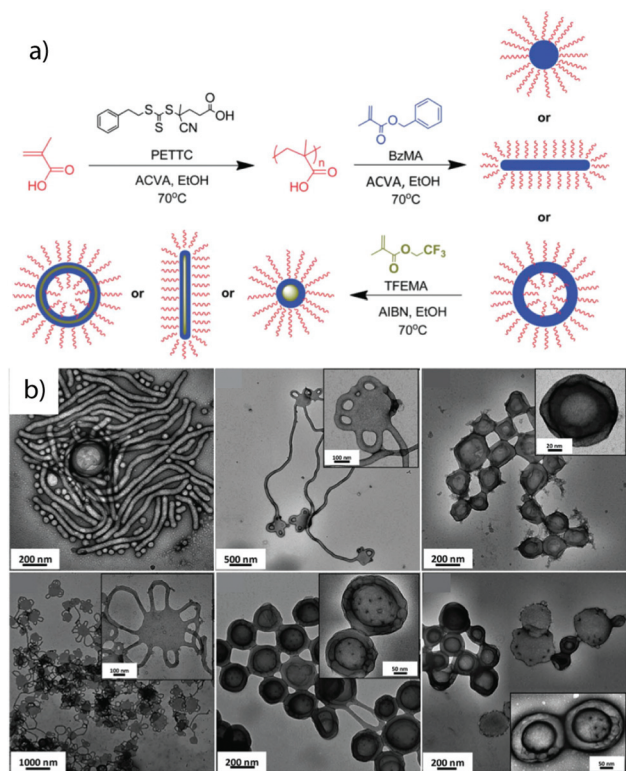 a)
S
S
S
CN
O
OH
PETTC
ACVA, EtOH
70°C
O
HO
n
O
HO
O
O
BzMA
ACVA, EtOH
70°C
or
or
or
or
O
CF3
O
TFEMA
AIBN, EtOH
70°C
b)
200 nm
500 nm
100 nm
200 nm
20 nm
1000 nm
100 nm
200 nm
50 nm
200 nm
50 nm